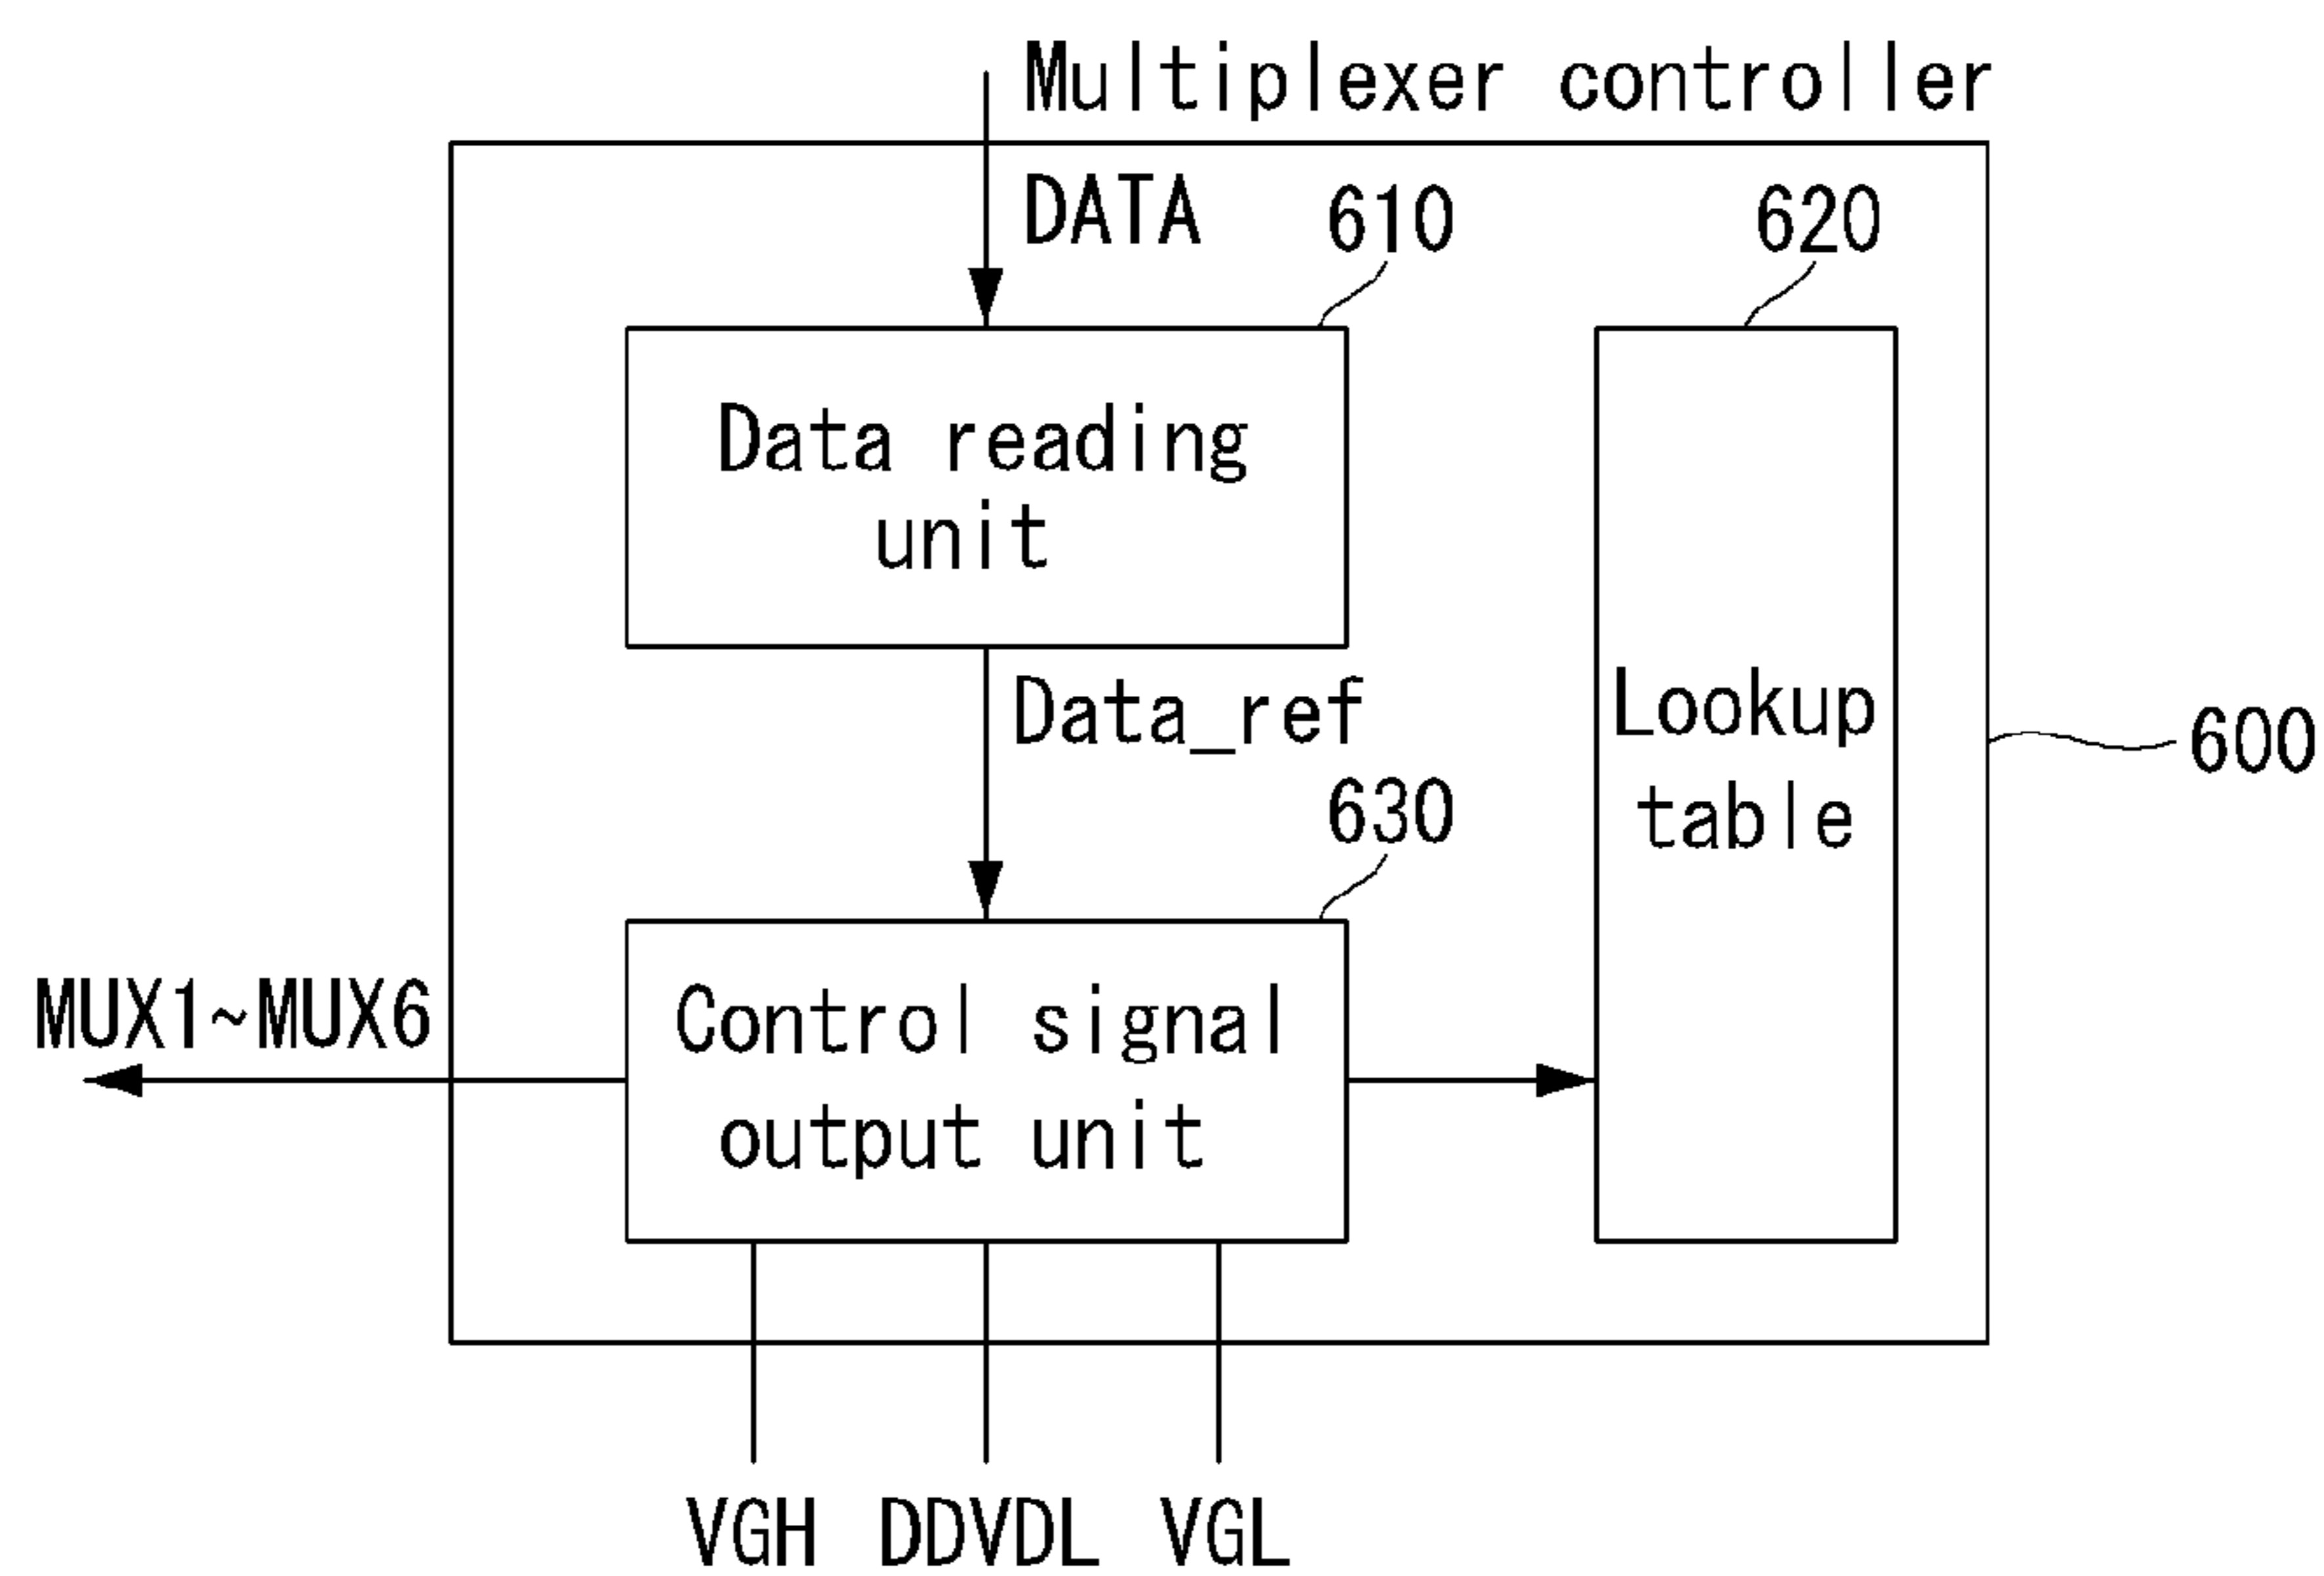 Multiplexer controller
DATA
610
620
Data reading
unit
Data_ref
Lookup
table
600
630
MUX1~MUX6
Control signal
output unit
VGH DDVDL VGL